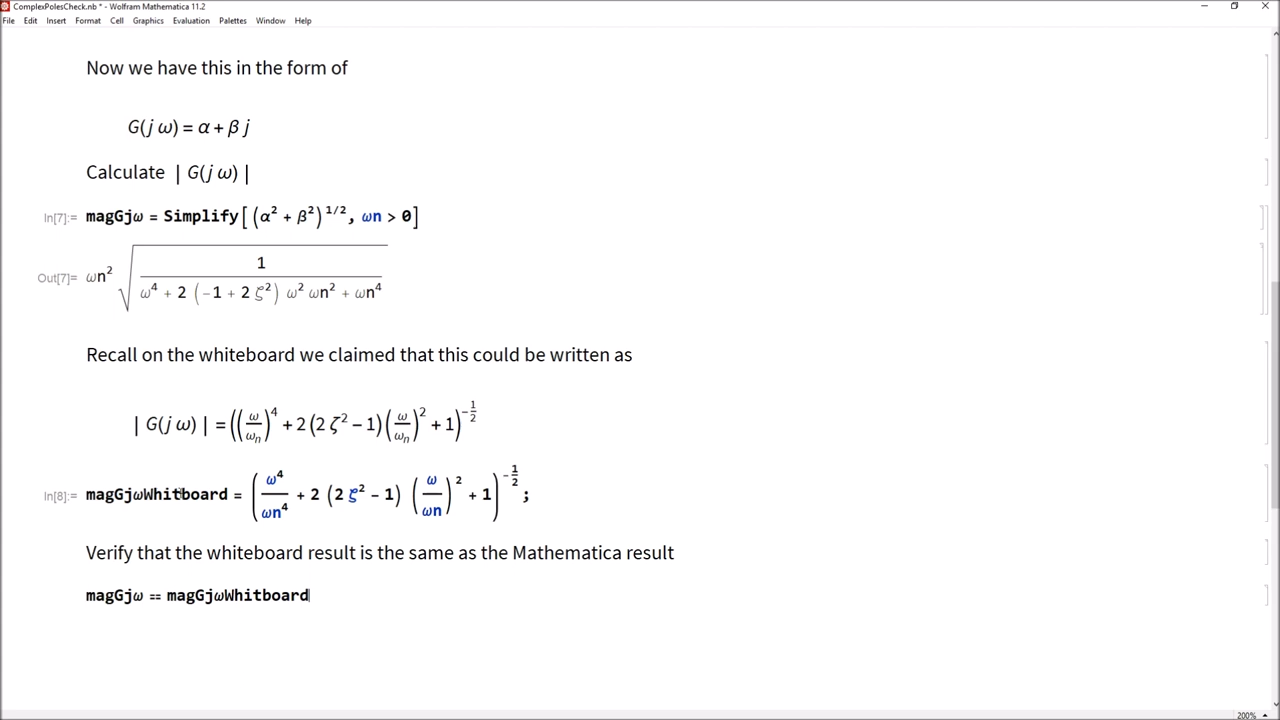 ComplexPolesCheck.nb * - Wolfram Mathematica 11.2
File Edit Insert Format Cell Graphics Evaluation Palettes Window Help
Now we have this in the form of
G(j ω) = α + β j
Calculate | G(j ω) |
In[7]:= magGjω = Simplify[(α² + β²)^1/2, ωn > 0]
Out[7]= ωn² √(1 / (ω⁴ + 2 (-1 + 2 ζ²) ω² ωn² + ωn⁴))
Recall on the whiteboard we claimed that this could be written as
| G(j ω) | = ((ω/ωₙ)⁴ + 2 (2 ζ² − 1) (ω/ωₙ)² + 1)^−1/2
In[8]:= magGjωWhitboard = (ω⁴/ωn⁴ + 2 (2 ζ² − 1) (ω/ωn)² + 1)^−1/2 ;
Verify that the whiteboard result is the same as the Mathematica result
magGjω == magGjωWhitboard
200%